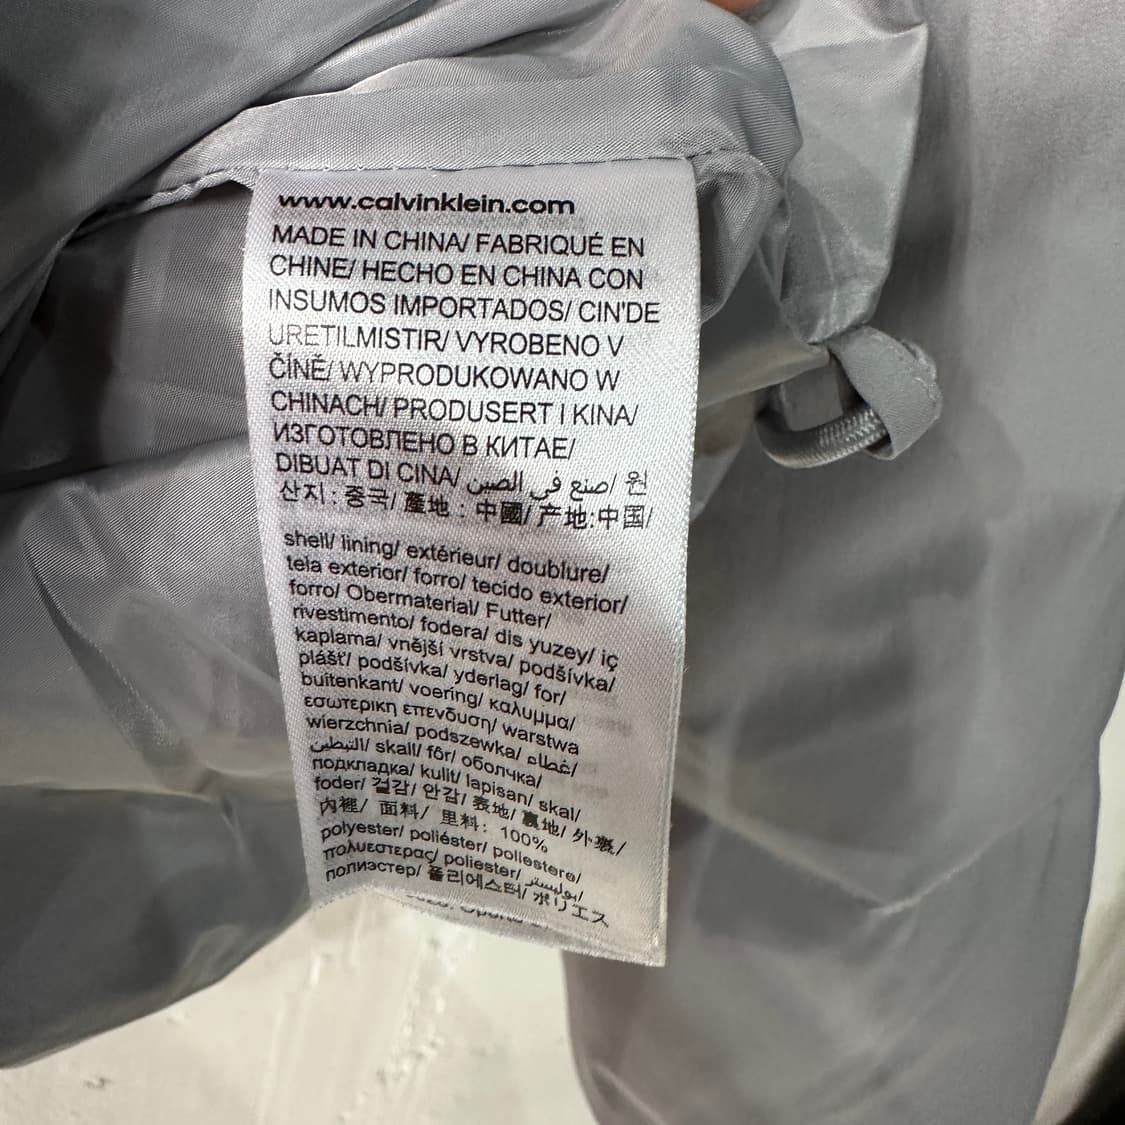 www.calvinklein.com
MADE IN CHINA/ FABRIQUÉ EN
CHINE/ HECHO EN CHINA CON
INSUMOS IMPORTADOS/ CIN'DE
URETILMISTIR/ VYROBENO V
ČÍNĚ/ WYPRODUKOWANO W
CHINACH/ PRODUSERT I KINA/
ИЗГОТОВЛЕНО В КИТАЕ/
DIBUAT DI CINA/ صنع في الصين/ 원
산지 : 중국/ 產地 : 中國/ 产地:中国/
shell/ lining/ extérieur/ doublure/
tela exterior/ forro/ tecido exterior/
forro/ Obermaterial/ Futter/
rivestimento/ fodera/ dis yuzey/ iç
kaplama/ vnější vrstva/ podšívka/
plášť/ podšívka/ yderlag/ for/
buitenkant/ voering/ καλυμμα/
εσωτερικη επενδυση/ warstwa
wierzchnia/ podszewka/ غطاء/
التبطين/ skall/ fôr/ оболчка/
подкладка/ kulit/ lapisan/ skal/
foder/ 겉감/ 안감/ 表地/ 裏地/ 外裹/
內裡/ 面料/ 里料: 100%
polyester/ poliéster/ poliestere/
πολυεστερας/ poliester/ بوليستر/
полиэстер/ 폴리에스터/ ポリエス